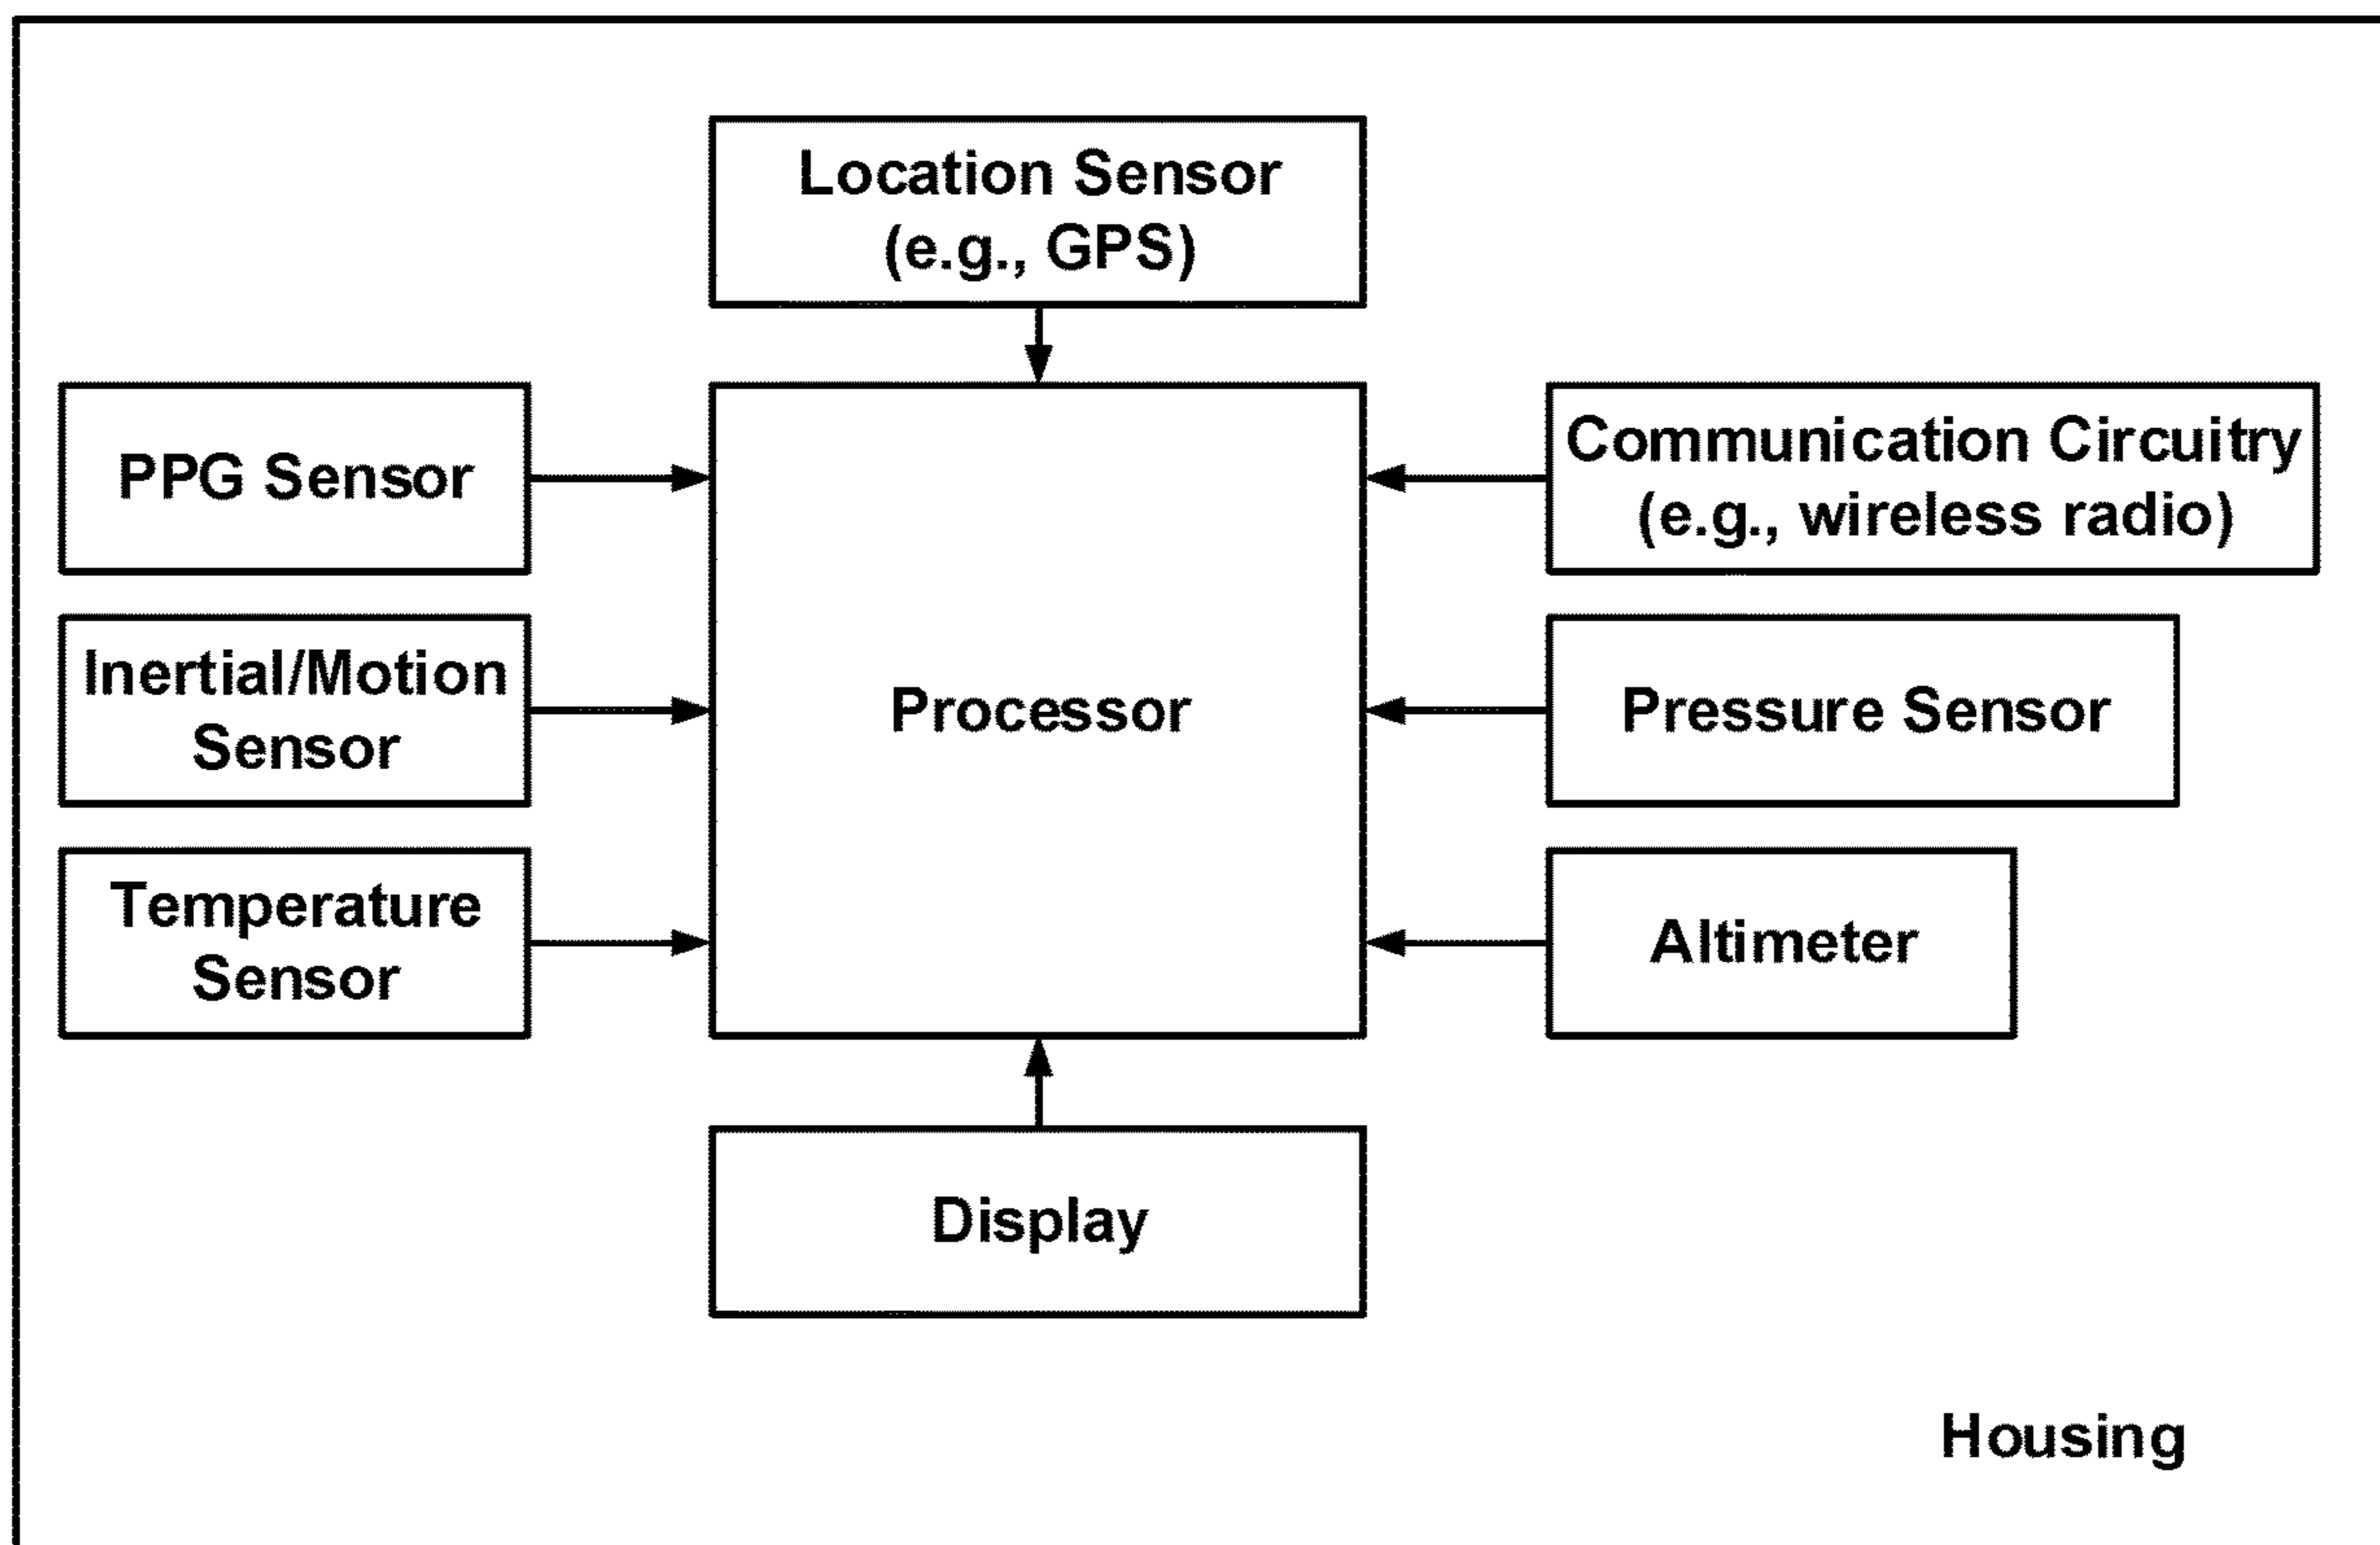 Location Sensor
(e.g., GPS)
PPG Sensor
Communication Circuitry
(e.g., wireless radio)
Inertial/Motion
Sensor
Processor
Pressure Sensor
Temperature
Sensor
Altimeter
Display
Housing